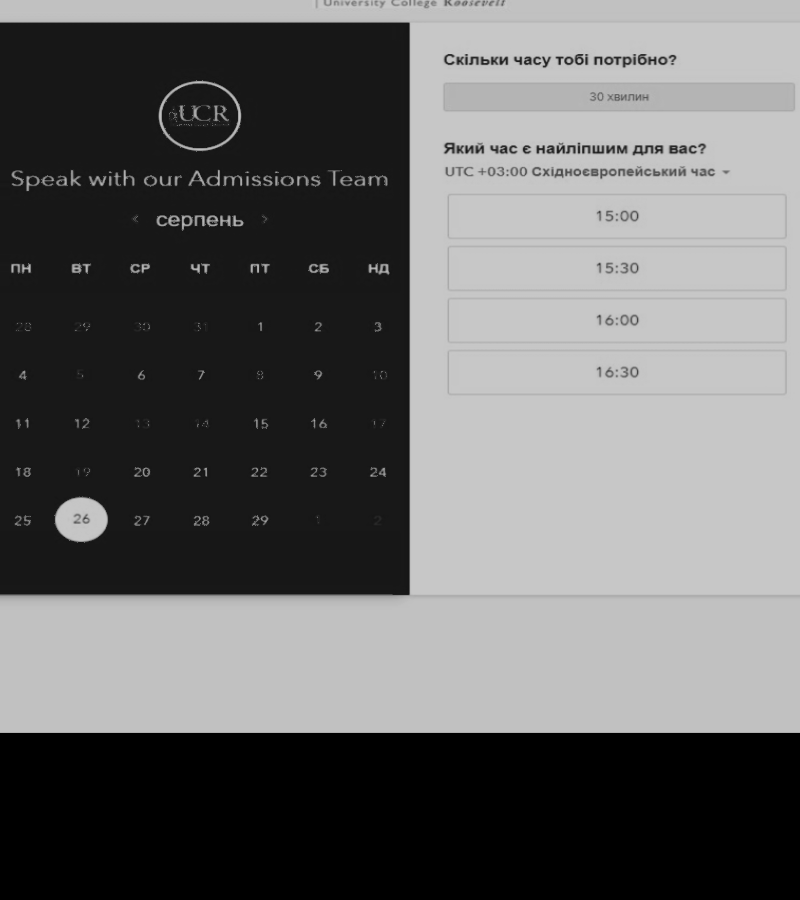 University College Roosevelt
UCR
Speak with our Admissions Team
серпень
ПН ВТ СР ЧТ ПТ СБ НД
28 29 30 31 1 2 3
4 5 6 7 8 9 10
11 12 13 14 15 16 17
18 19 20 21 22 23 24
25 26 27 28 29 1 2
Скільки часу тобі потрібно?
30 хвилин
Який час є найліпшим для вас?
UTC +03:00 Східноєвропейський час
15:00
15:30
16:00
16:30